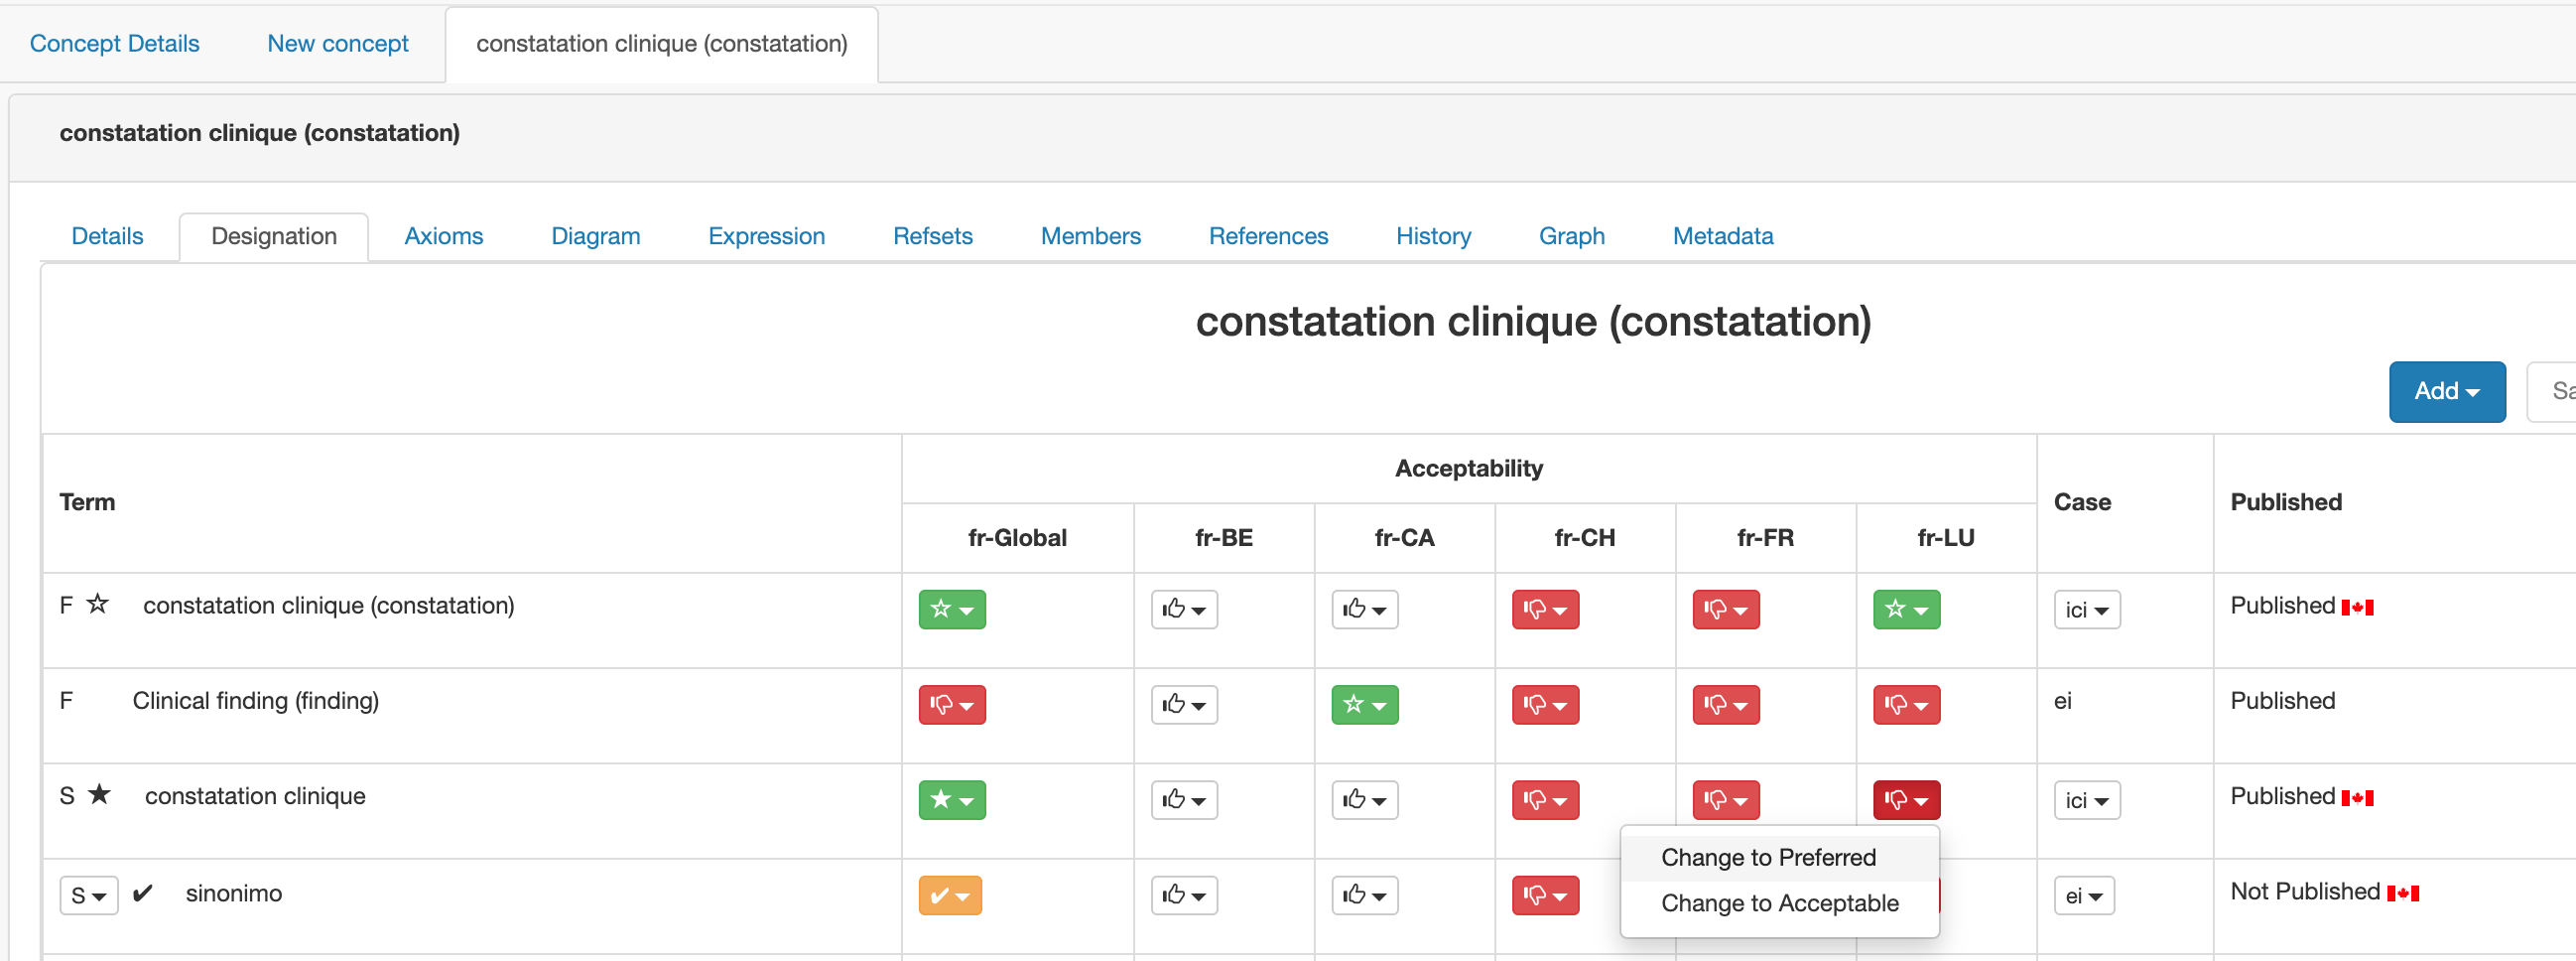 Concept Details New concept constatation clinique (constatation)
constatation clinique (constatation)
Details Designation Axioms Diagram Expression Refsets Members References History Graph Metadata
constatation clinique (constatation)
Add
Term Acceptability Case Published
fr-Global fr-BE fr-CA fr-CH fr-FR fr-LU
F constatation clinique (constatation) ici Published
F Clinical finding (finding) ei Published
S constatation clinique ici Published
Change to Preferred
S sinonimo ei Not Published
Change to Acceptable